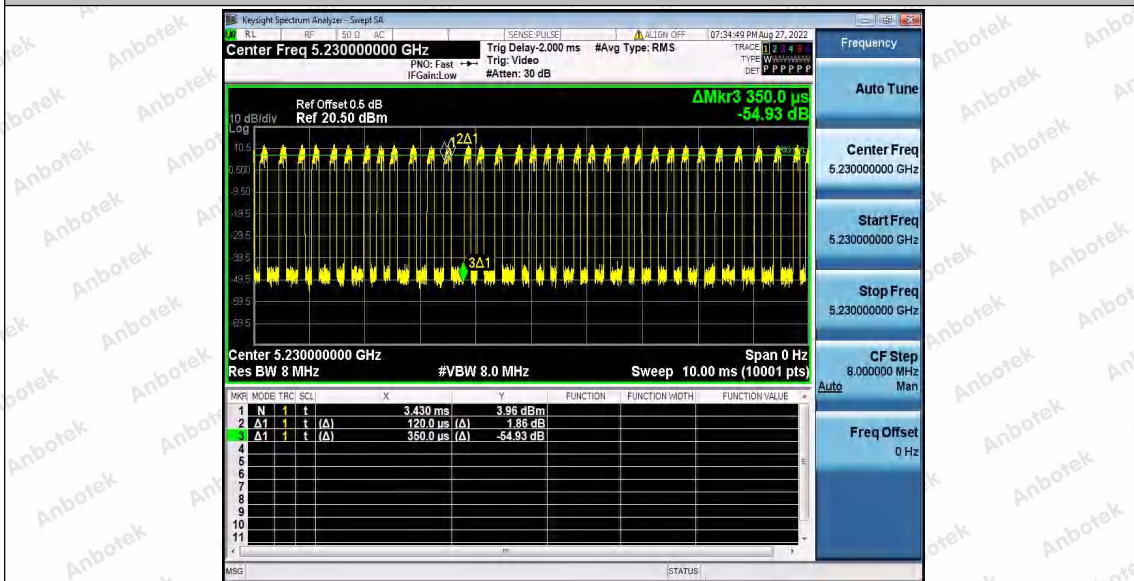 Keysight Spectrum Analyzer - Swept SA
RL RF 50 Ω AC SENSE:PULSE ALIGN OFF 07:34:49 PM Aug 27, 2022
Center Freq 5.230000000 GHz
PNO: Fast
IFGain:Low
Trig Delay-2.000 ms
Trig: Video
#Atten: 30 dB
#Avg Type: RMS
TRACE 1 2 3 4 5 6
TYPE W
DET P P P P P P
ΔMkr3 350.0 µs
-54.93 dB
10 dB/div
Log
Ref Offset 0.5 dB
Ref 20.50 dBm
10.5
0.500
-9.50
-19.5
-29.5
-39.5
-49.5
-59.5
-69.5
1
2Δ1
3Δ1
Center 5.230000000 GHz Span 0 Hz
Res BW 8 MHz #VBW 8.0 MHz Sweep 10.00 ms (10001 pts)
MKR MODE TRC SCL X Y FUNCTION FUNCTION WIDTH FUNCTION VALUE
1 N 1 t 3.430 ms 3.96 dBm
2 Δ1 1 t (Δ) 120.0 µs (Δ) 1.86 dB
3 Δ1 1 t (Δ) 350.0 µs (Δ) -54.93 dB
4
5
6
7
8
9
10
11
MSG STATUS
Frequency
Auto Tune
Center Freq
5.230000000 GHz
Start Freq
5.230000000 GHz
Stop Freq
5.230000000 GHz
CF Step
8.000000 MHz
Auto Man
Freq Offset
0 Hz
Anbotek